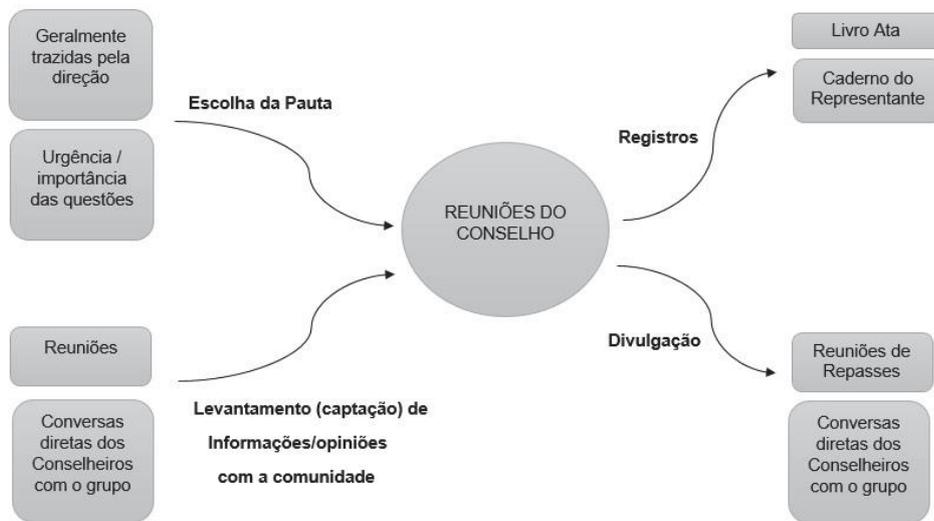 Geralmente
trazidas pela
direção
Urgência /
importância
das questões
Escolha da Pauta
Reuniões
Conversas
diretas dos
Conselheiros
com o grupo
Levantamento (captação) de
Informações/opiniões
com a comunidade
REUNIÕES DO
CONSELHO
Registros
Livro Ata
Caderno do
Representante
Divulgação
Reuniões de
Repasses
Conversas
diretas dos
Conselheiros
com o grupo